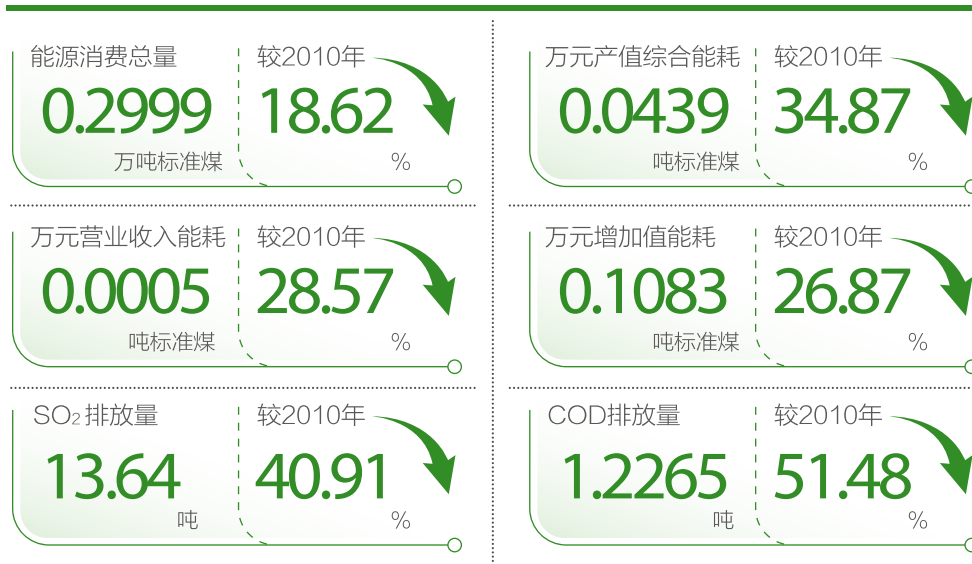 能源消费总量 较2010年
0.2999 18.62
万吨标准煤 %
万元产值综合能耗 较2010年
0.0439 34.87
吨标准煤 %
万元营业收入能耗 较2010年
0.0005 28.57
吨标准煤 %
万元增加值能耗 较2010年
0.1083 26.87
吨标准煤 %
SO₂排放量 较2010年
13.64 40.91
吨 %
COD排放量 较2010年
1.2265 51.48
吨 %